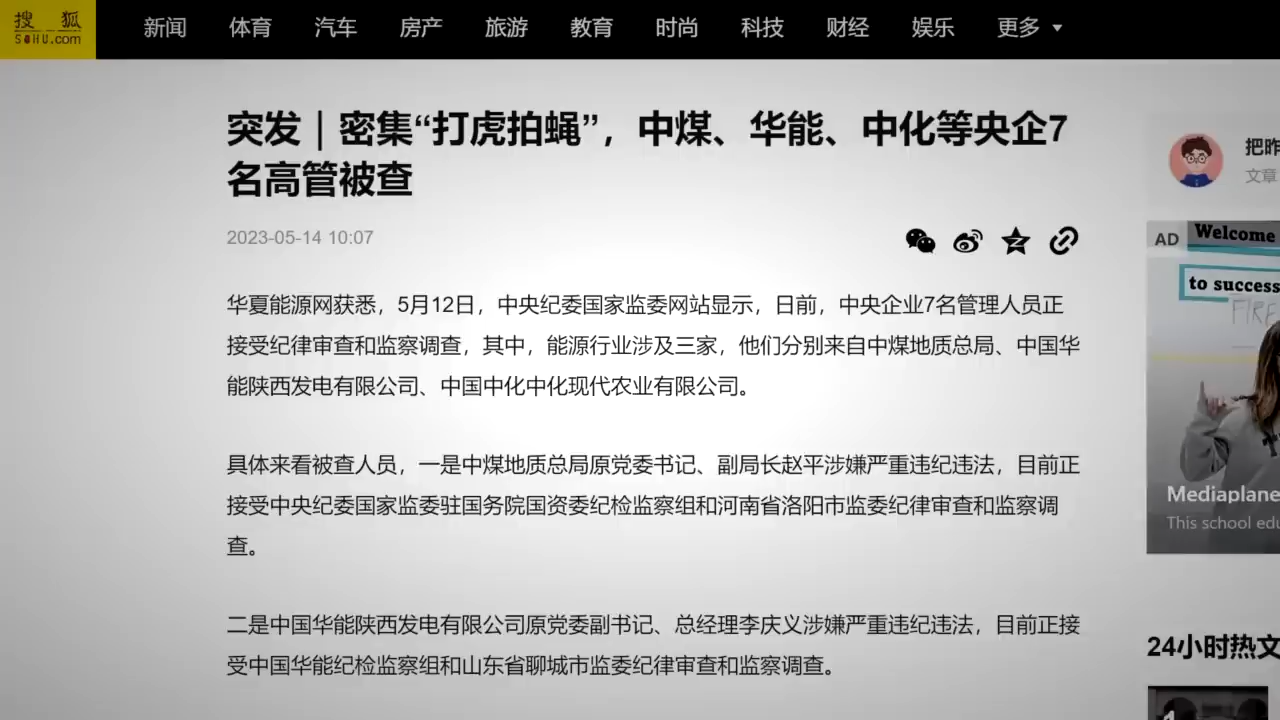 搜 狐
SOHU.com
新闻 体育 汽车 房产 旅游 教育 时尚 科技 财经 娱乐 更多
突发｜密集“打虎拍蝇”，中煤、华能、中化等央企7
名高管被查
2023-05-14 10:07
华夏能源网获悉，5月12日，中央纪委国家监委网站显示，日前，中央企业7名管理人员正
接受纪律审查和监察调查，其中，能源行业涉及三家，他们分别来自中煤地质总局、中国华
能陕西发电有限公司、中国中化中化现代农业有限公司。
具体来看被查人员，一是中煤地质总局原党委书记、副局长赵平涉嫌严重违纪违法，目前正
接受中央纪委国家监委驻国务院国资委纪检监察组和河南省洛阳市监委纪律审查和监察调
查。
二是中国华能陕西发电有限公司原党委副书记、总经理李庆义涉嫌严重违纪违法，目前正接
受中国华能纪检监察组和山东省聊城市监委纪律审查和监察调查。
把昨
文章
AD
Welcome
to success
FIRE
Mediaplane
This school edu
24小时热文
1